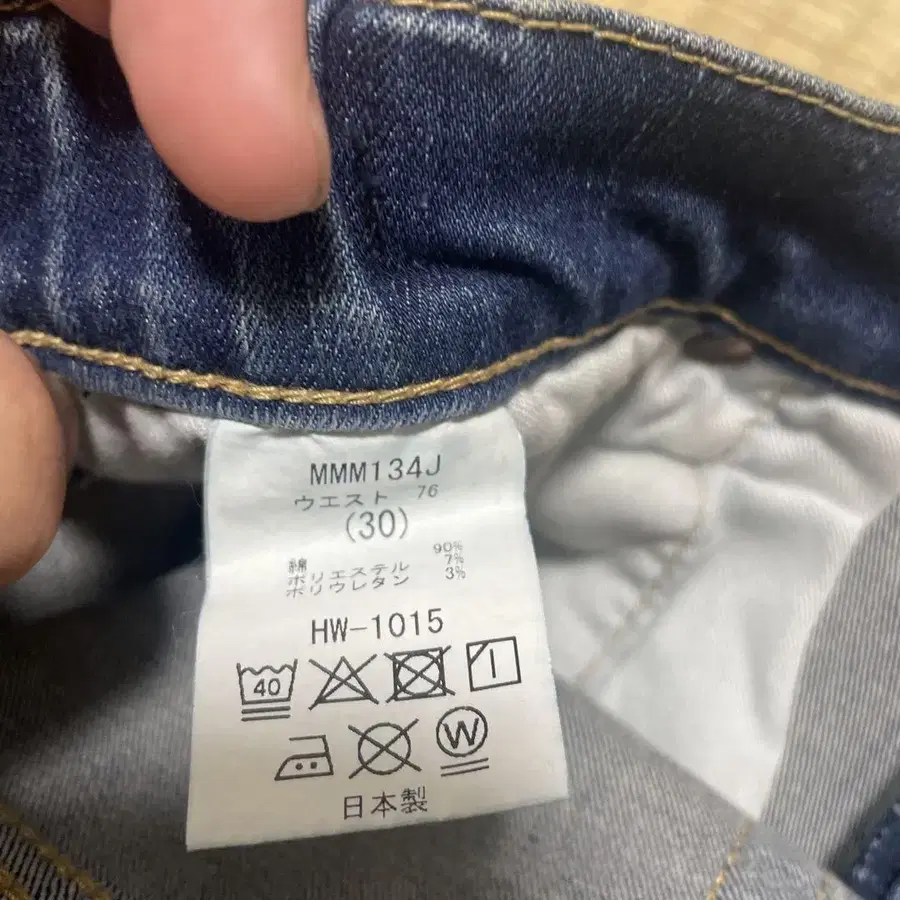 MMM134J
ウエスト 76
(30)
綿 90%
ポリエステル 7%
ポリウレタン 3%
HW-1015
40
W
日本製